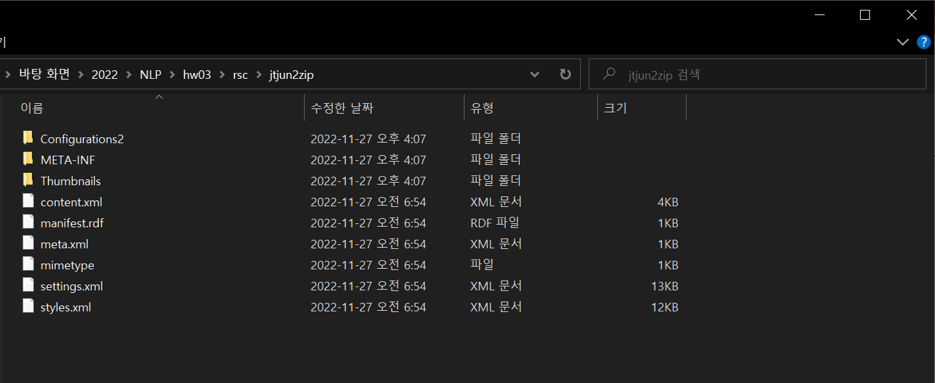 기
바탕 화면 > 2022 > NLP > hw03 > rsc > jtjun2zip jtjun2zip 검색
이름 수정한 날짜 유형 크기
Configurations2 2022-11-27 오후 4:07 파일 폴더
META-INF 2022-11-27 오후 4:07 파일 폴더
Thumbnails 2022-11-27 오후 4:07 파일 폴더
content.xml 2022-11-27 오전 6:54 XML 문서 4KB
manifest.rdf 2022-11-27 오전 6:54 RDF 파일 1KB
meta.xml 2022-11-27 오전 6:54 XML 문서 1KB
mimetype 2022-11-27 오전 6:54 파일 1KB
settings.xml 2022-11-27 오전 6:54 XML 문서 13KB
styles.xml 2022-11-27 오전 6:54 XML 문서 12KB